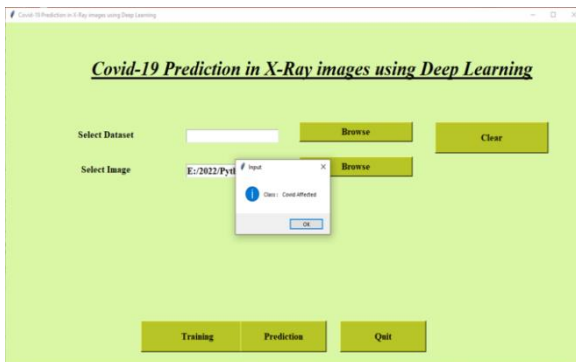 Covid-19 Prediction in X-Ray images using Deep Learning
Covid-19 Prediction in X-Ray images using Deep Learning
Select Dataset Browse Clear
Select Image E:/2022/Pyt Browse
Input
Class : Covid Affected
OK
Training Prediction Quit